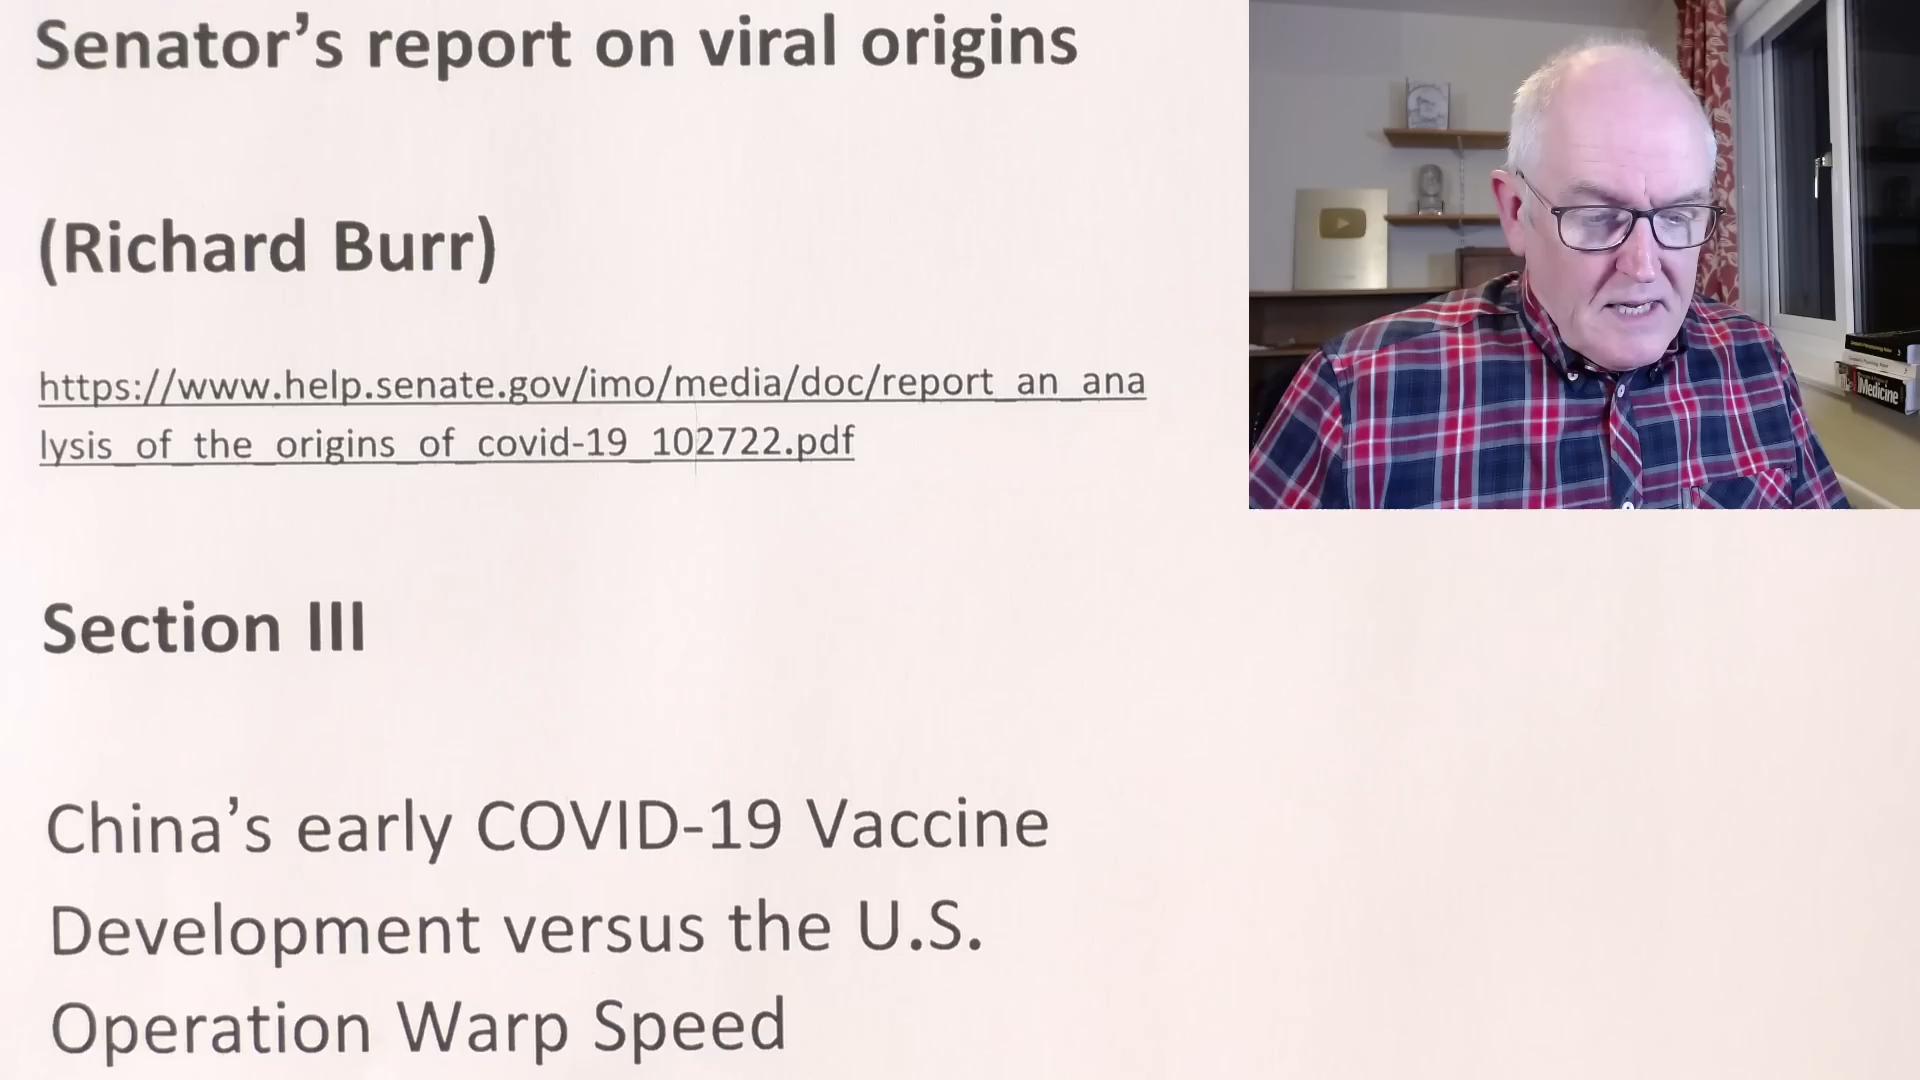 Senator’s report on viral origins
(Richard Burr)
https://www.help.senate.gov/imo/media/doc/report_an_ana
lysis_of_the_origins_of_covid-19_102722.pdf
Section III
China’s early COVID-19 Vaccine
Development versus the U.S.
Operation Warp Speed
Medicine